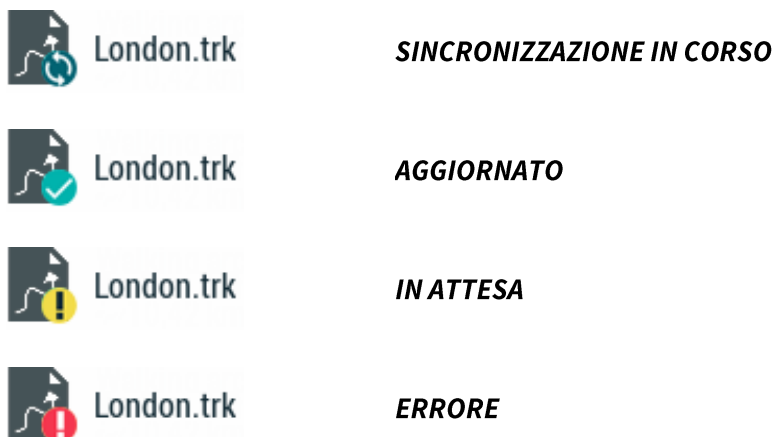 London.trk SINCRONIZZAZIONE IN CORSO
London.trk AGGIORNATO
London.trk IN ATTESA
London.trk ERRORE